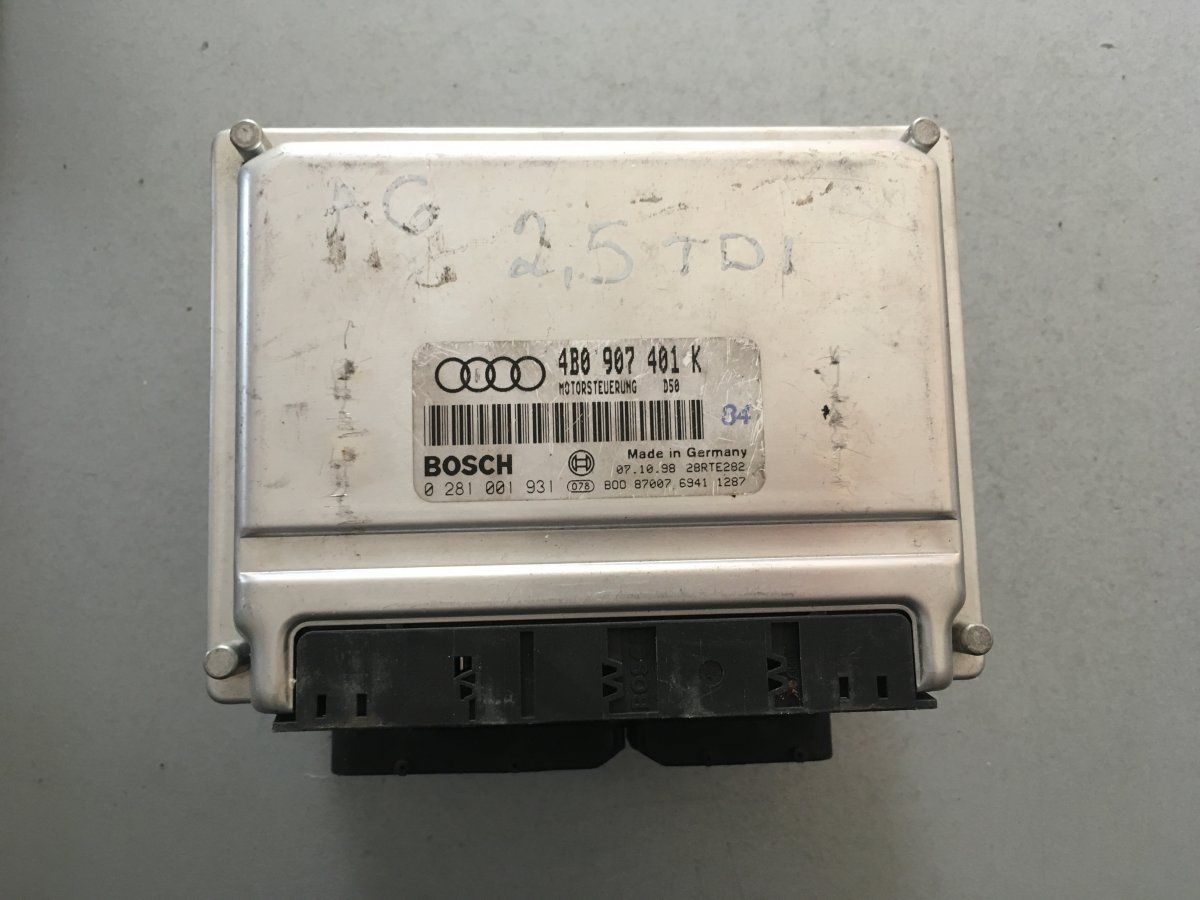 AG
2,5 TDI
4B0 907 401 K
MOTORSTEUERUNG D50
84
BOSCH
Made in Germany
07.10.98 28RTE282
0 281 001 931 078 B00 87007 6941 1287